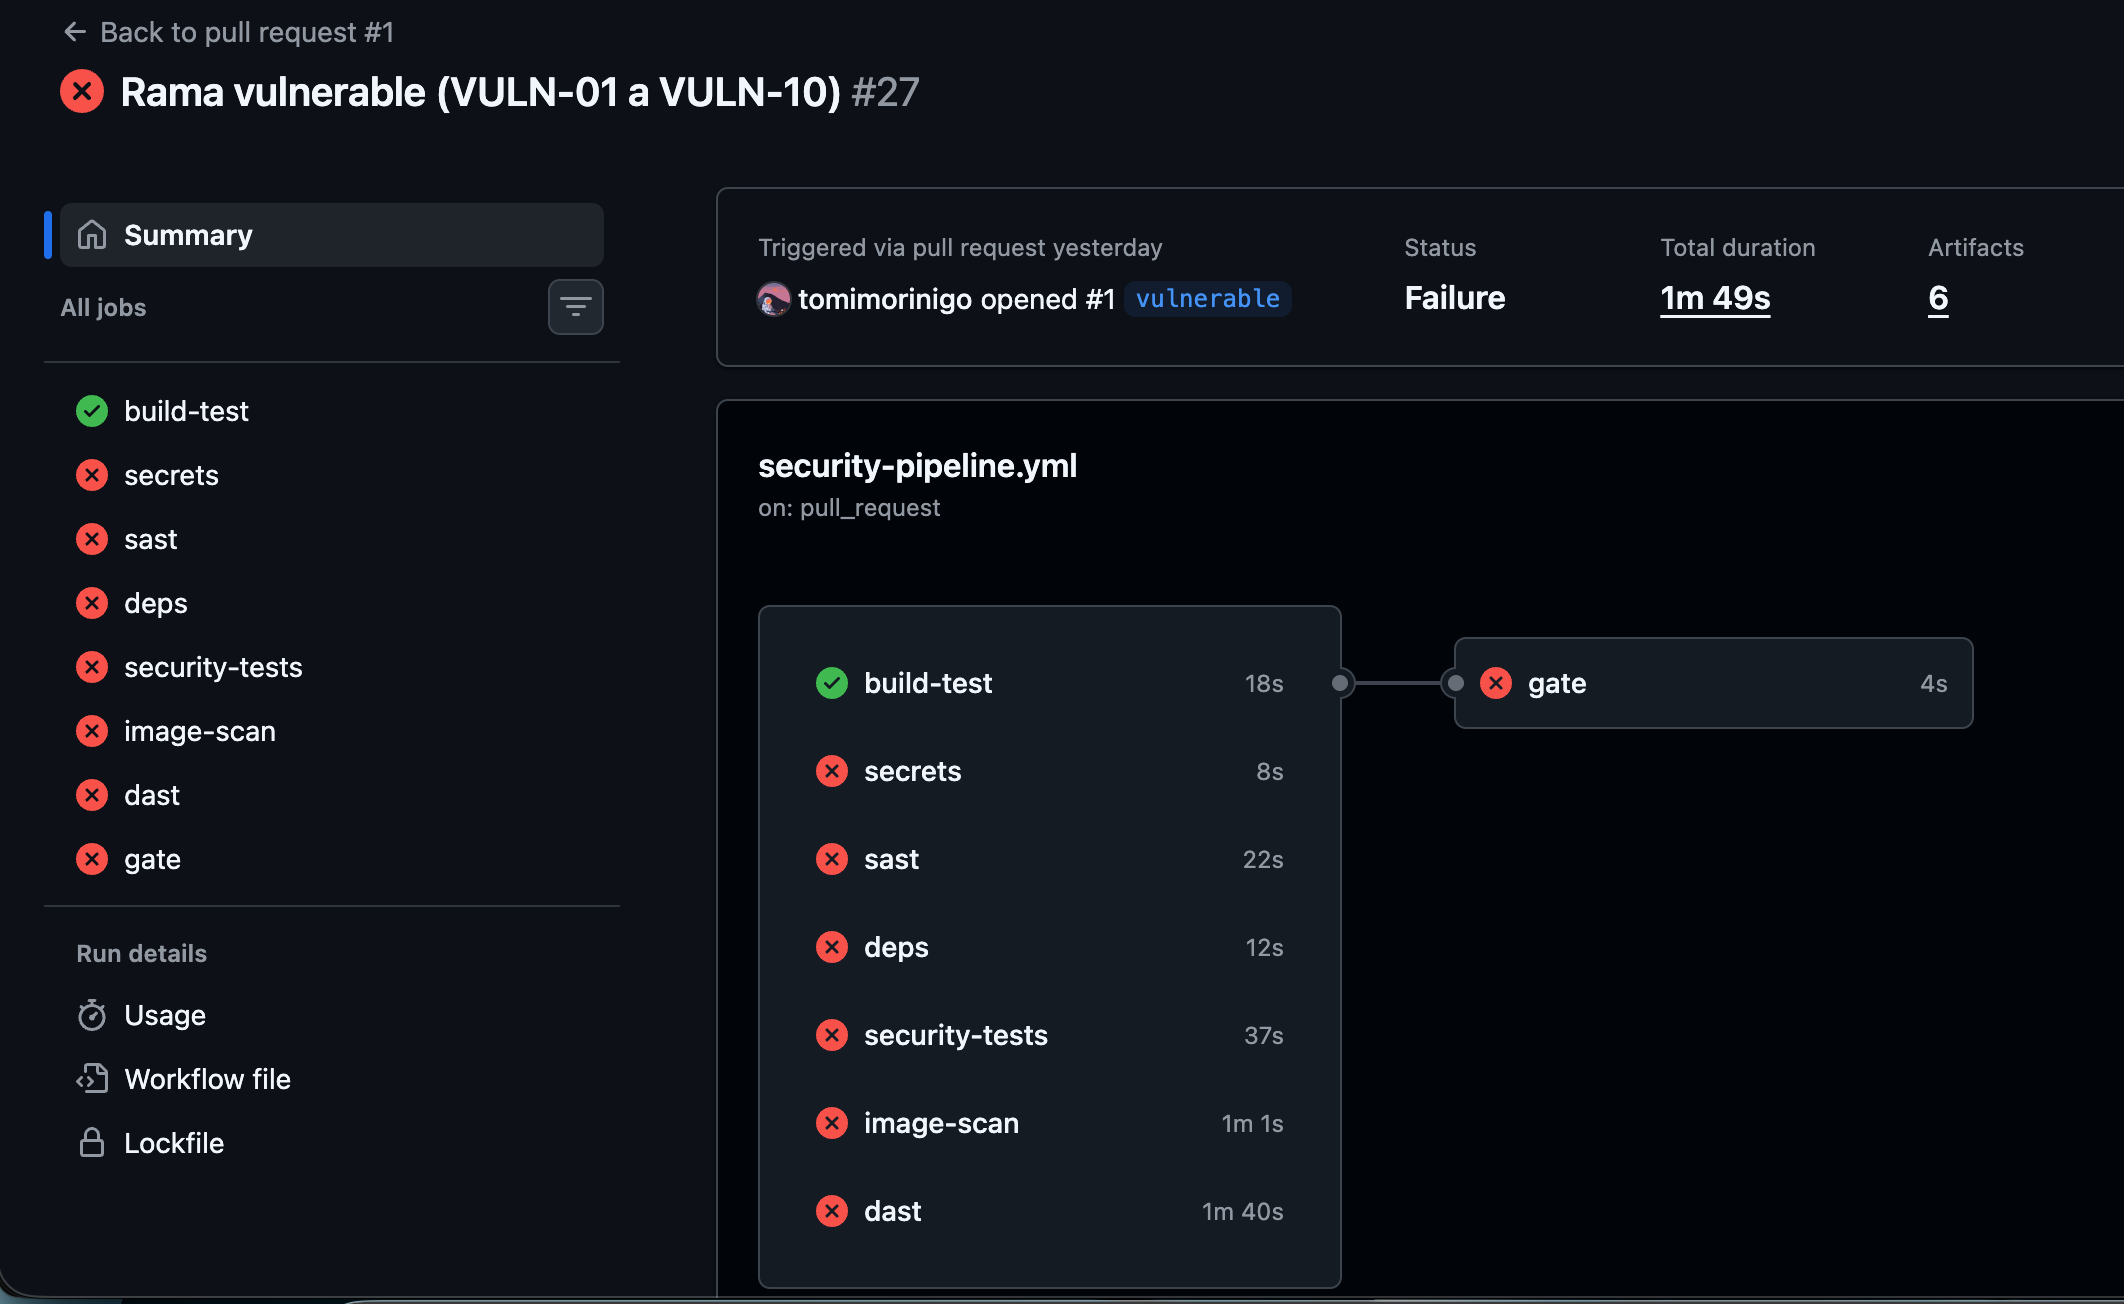 Back to pull request #1
Rama vulnerable (VULN-01 a VULN-10) #27
Summary
All jobs
build-test
secrets
sast
deps
security-tests
image-scan
dast
gate
Run details
Usage
Workflow file
Lockfile
Triggered via pull request yesterday
tomimorinigo opened #1 vulnerable
Status
Failure
Total duration
1m 49s
Artifacts
6
security-pipeline.yml
on: pull_request
build-test 18s
secrets 8s
sast 22s
deps 12s
security-tests 37s
image-scan 1m 1s
dast 1m 40s
gate 4s